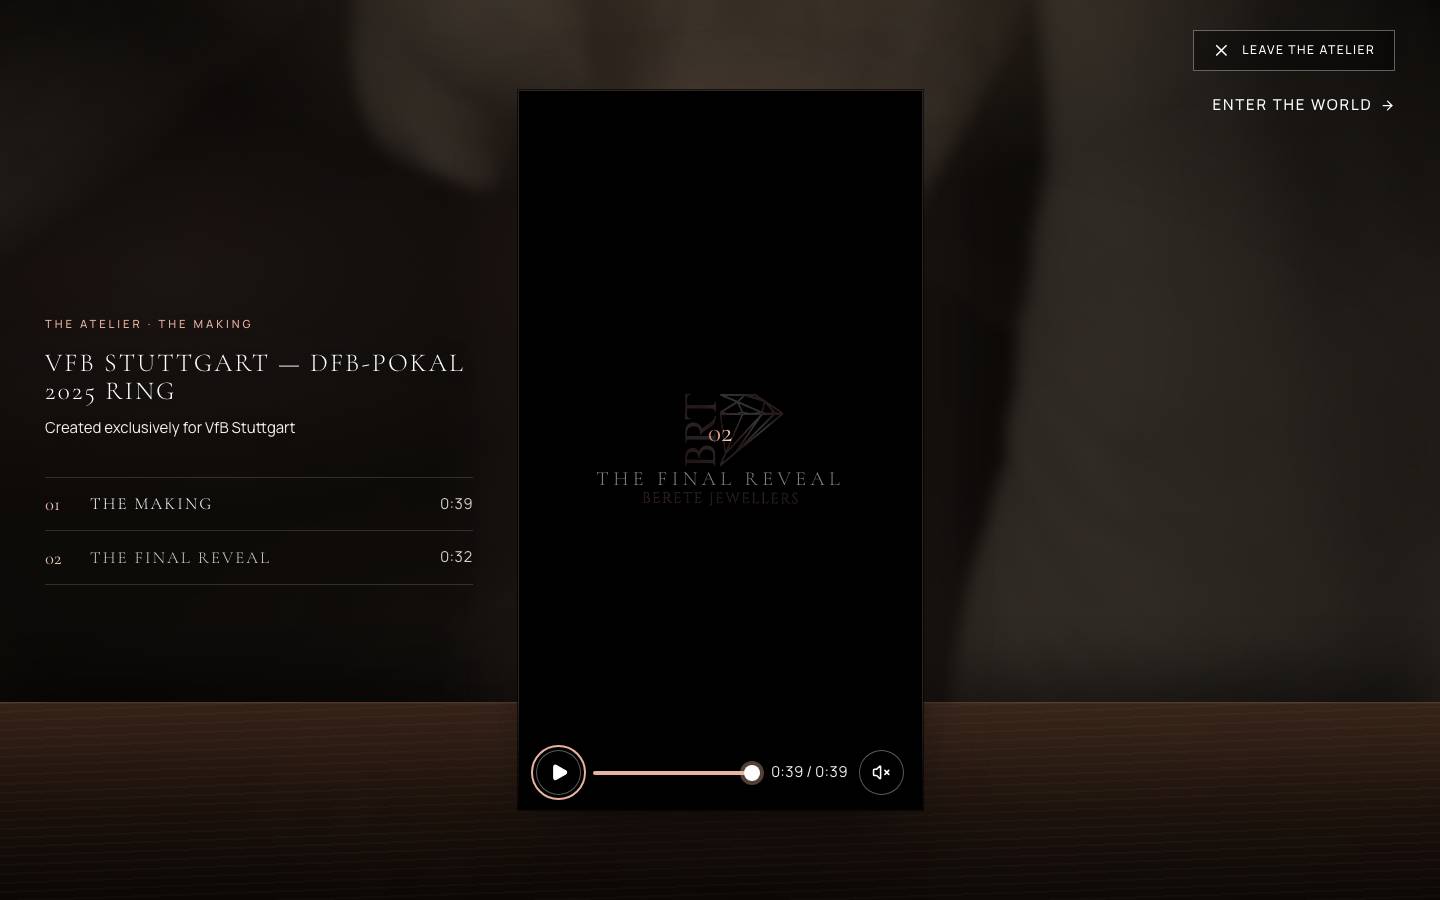 LEAVE THE ATELIER
ENTER THE WORLD →
THE ATELIER · THE MAKING
VFB STUTTGART — DFB-POKAL
2025 RING
Created exclusively for VfB Stuttgart
01 THE MAKING 0:39
02 THE FINAL REVEAL 0:32
BRT
02
THE FINAL REVEAL
BERETE JEWELLERS
0:39 / 0:39